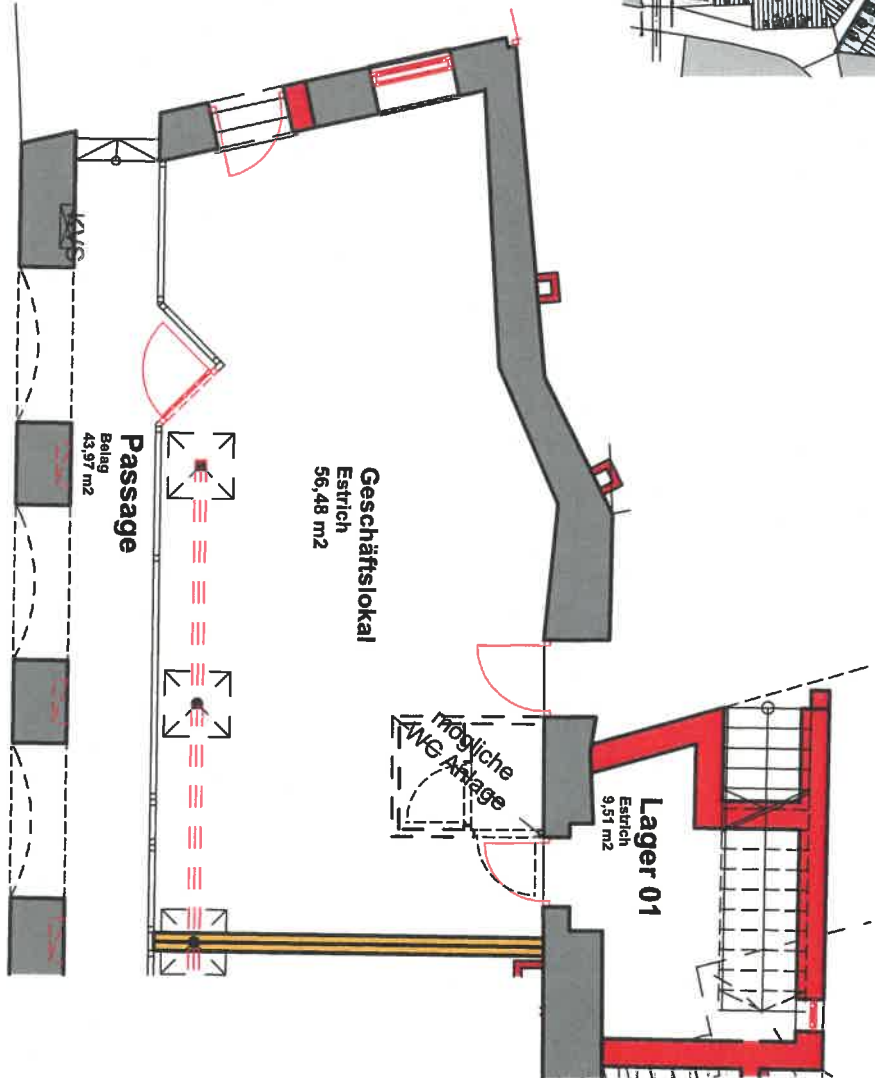 KVS
Passage
Belag
43,97 m2
Geschäftslokal
Estrich
56,48 m2
mögliche
WC Anlage
Lager 01
Estrich
9,51 m2